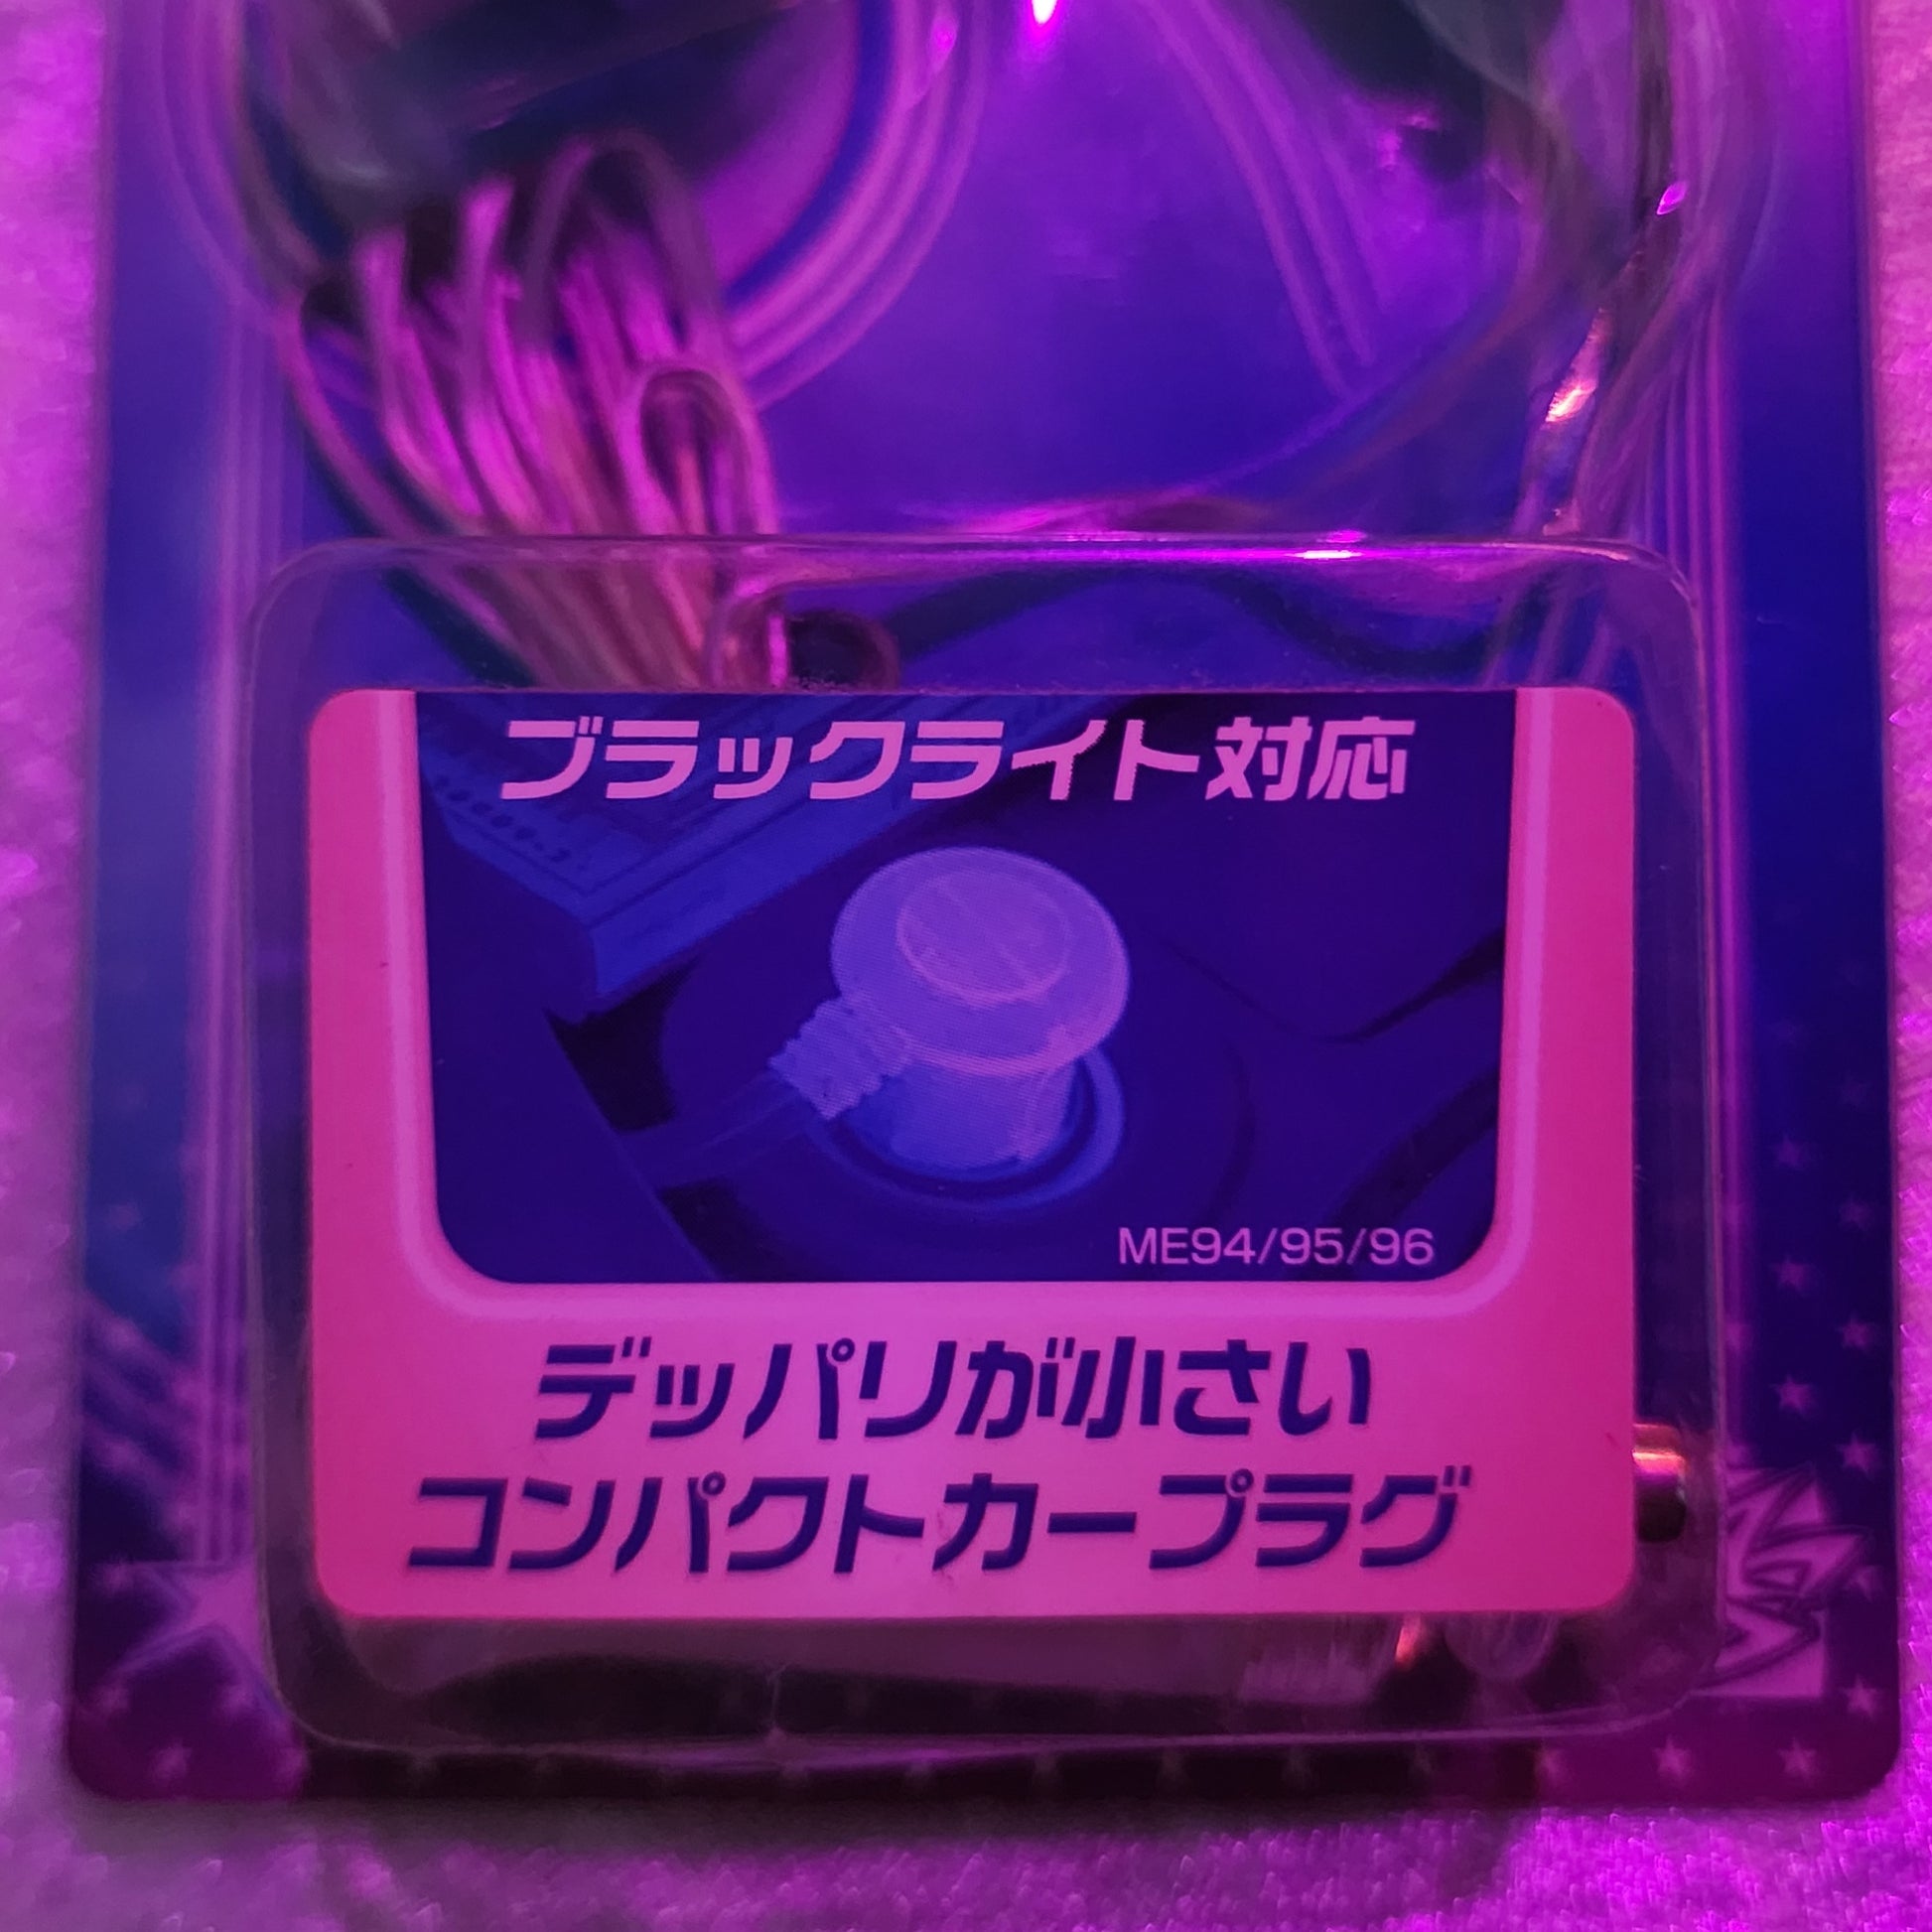 ブラックライト対応
ME94/95/96
デッパリが小さい
コンパクトカープラグ